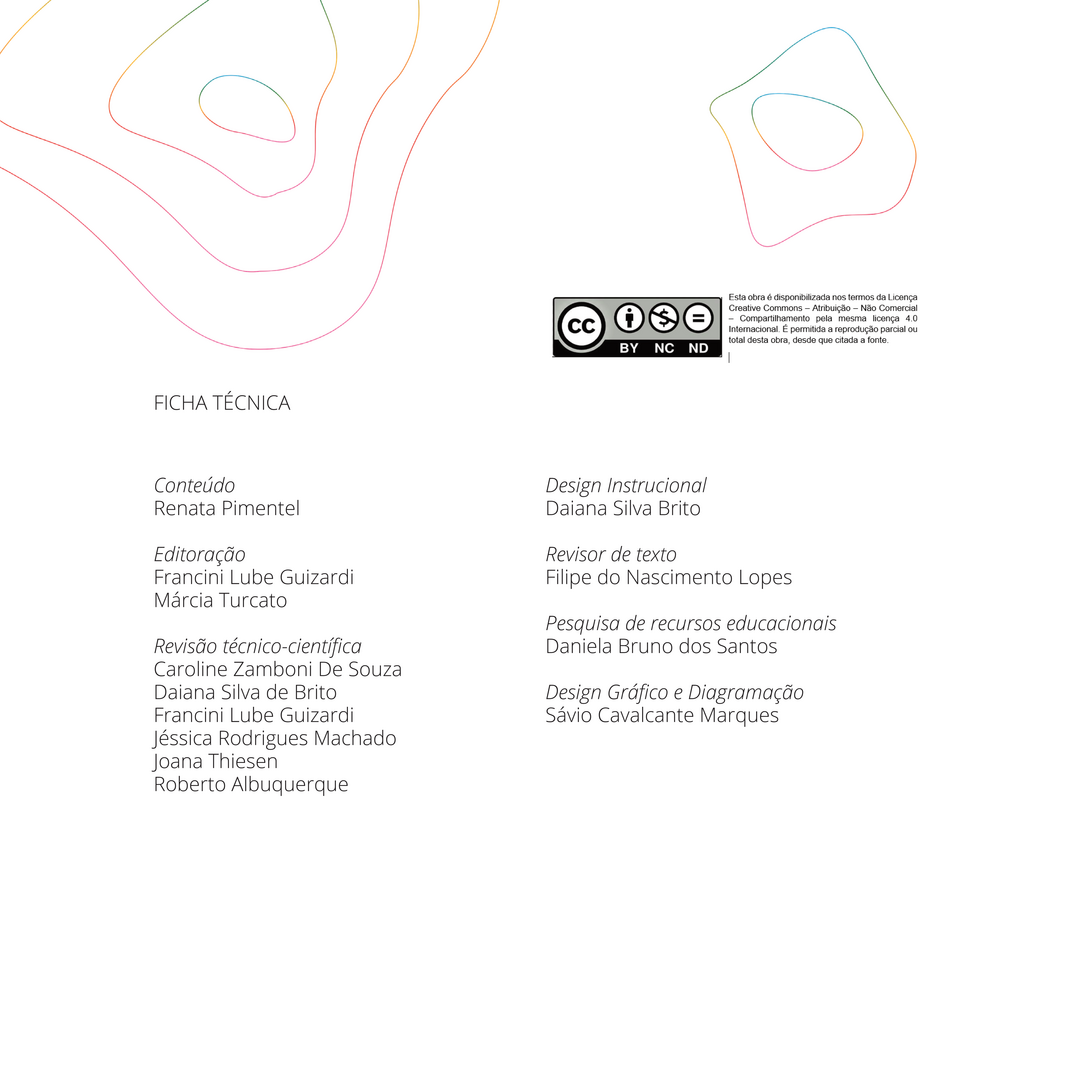 Esta obra é disponibilizada nos termos da Licença
Creative Commons – Atribuição – Não Comercial
– Compartilhamento pela mesma licença 4.0
Internacional. É permitida a reprodução parcial ou
total desta obra, desde que citada a fonte.
cc
BY NC ND
FICHA TÉCNICA
Conteúdo
Renata Pimentel
Editoração
Francini Lube Guizardi
Márcia Turcato
Revisão técnico-científica
Caroline Zamboni De Souza
Daiana Silva de Brito
Francini Lube Guizardi
Jéssica Rodrigues Machado
Joana Thiesen
Roberto Albuquerque
Design Instrucional
Daiana Silva Brito
Revisor de texto
Filipe do Nascimento Lopes
Pesquisa de recursos educacionais
Daniela Bruno dos Santos
Design Gráfico e Diagramação
Sávio Cavalcante Marques